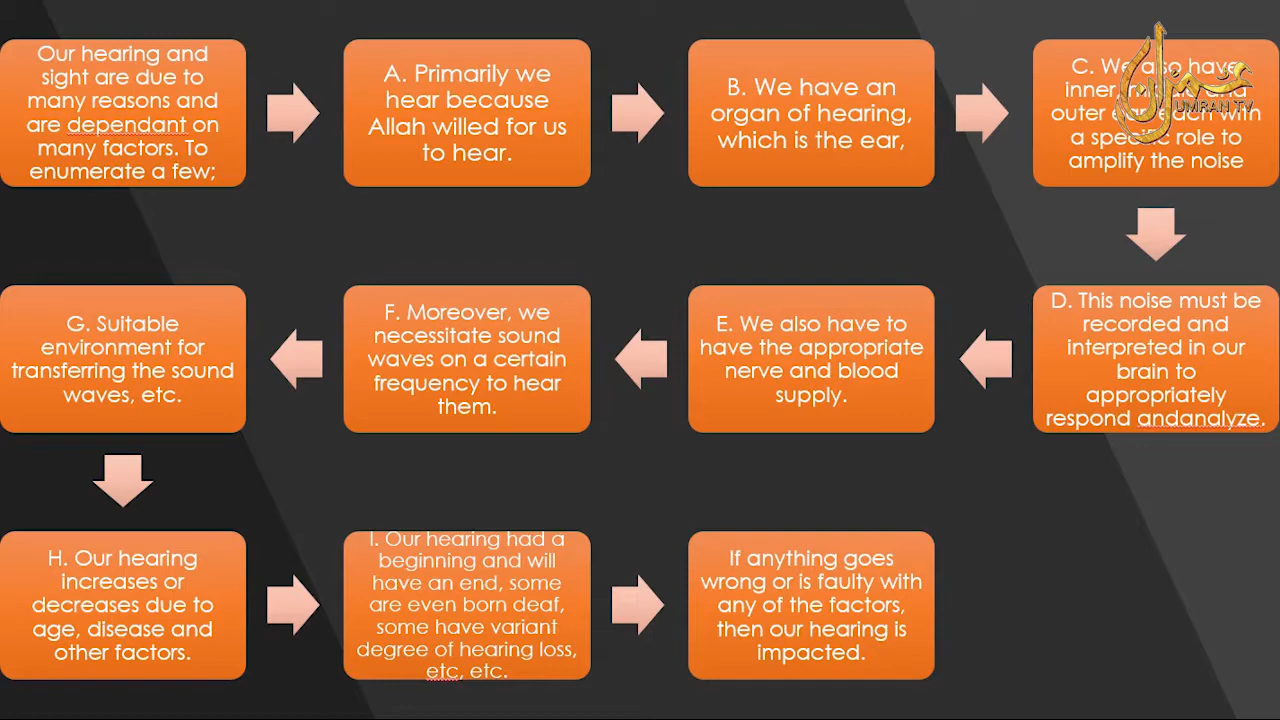 Our hearing and
sight are due to
many reasons and
are dependant on
many factors. To
enumerate a few;
A. Primarily we
hear because
Allah willed for us
to hear.
B. We have an
organ of hearing,
which is the ear,
C. We also have
inner, and
outer ear each with
a specific role to
amplify the noise
UMRAN TV
D. This noise must be
recorded and
interpreted in our
brain to
appropriately
respond andanalyze.
E. We also have to
have the appropriate
nerve and blood
supply.
F. Moreover, we
necessitate sound
waves on a certain
frequency to hear
them.
G. Suitable
environment for
transferring the sound
waves, etc.
H. Our hearing
increases or
decreases due to
age, disease and
other factors.
I. Our hearing had a
beginning and will
have an end, some
are even born deaf,
some have variant
degree of hearing loss,
etc, etc.
If anything goes
wrong or is faulty with
any of the factors,
then our hearing is
impacted.